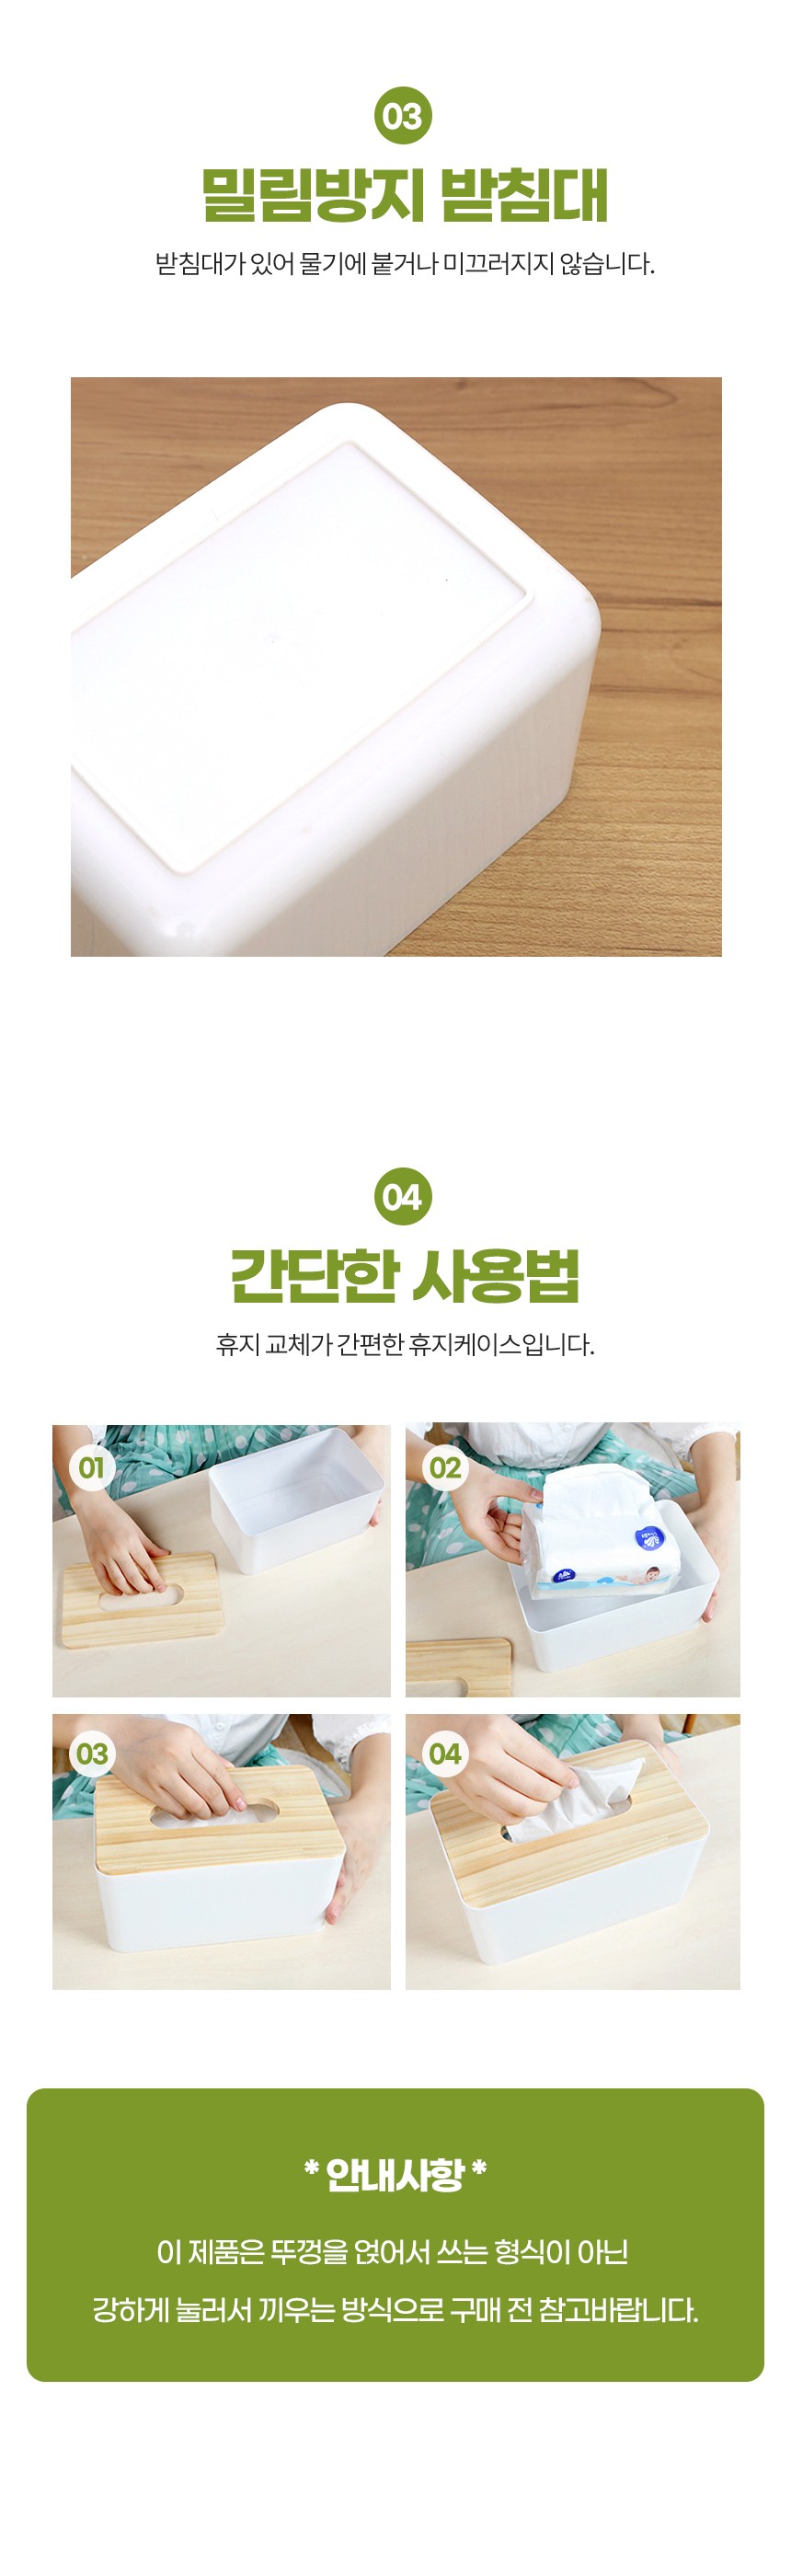 03
밀림방지 받침대
받침대가 있어 물기에 붙거나 미끄러지지 않습니다.
04
간단한 사용법
휴지 교체가 간편한 휴지케이스입니다.
01
02
03
04
* 안내사항 *
이 제품은 뚜껑을 얹어서 쓰는 형식이 아닌
강하게 눌러서 끼우는 방식으로 구매 전 참고바랍니다.